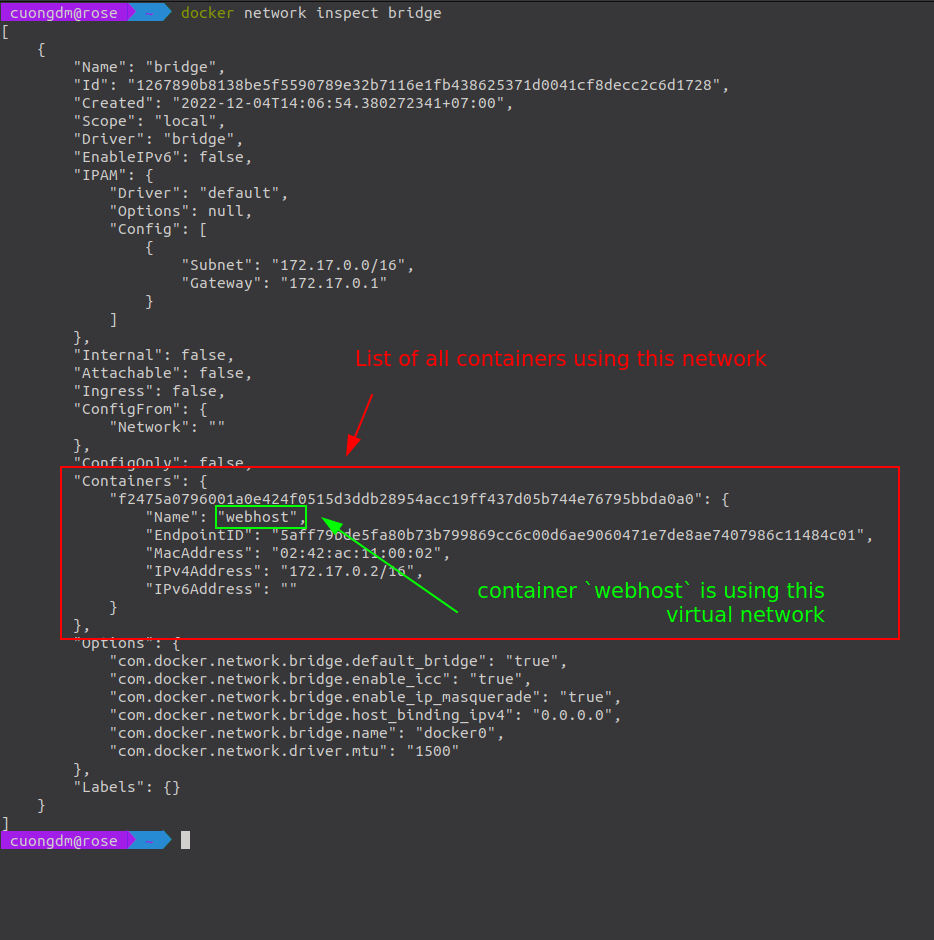 cuongdm@rose ~ docker network inspect bridge
[
    {
        "Name": "bridge",
        "Id": "1267890b8138be5f5590789e32b7116e1fb438625371d0041cf8decc2c6d1728",
        "Created": "2022-12-04T14:06:54.380272341+07:00",
        "Scope": "local",
        "Driver": "bridge",
        "EnableIPv6": false,
        "IPAM": {
            "Driver": "default",
            "Options": null,
            "Config": [
                {
                    "Subnet": "172.17.0.0/16",
                    "Gateway": "172.17.0.1"
                }
            ]
        },
        "Internal": false,
List of all containers using this network
        "Attachable": false,
        "Ingress": false,
        "ConfigFrom": {
            "Network": ""
        },
        "ConfigOnly": false,
        "Containers": {
            "f2475a0796001a0e424f0515d3ddb28954acc19ff437d05b744e76795bbda0a0": {
                "Name": "webhost",
                "EndpointID": "5aff79bde5fa80b73b799869cc6c00d6ae9060471e7de8ae7407986c11484c01",
                "MacAddress": "02:42:ac:11:00:02",
                "IPv4Address": "172.17.0.2/16",
                "IPv6Address": ""
container `webhost` is using this
virtual network
            }
        },
        "Options": {
            "com.docker.network.bridge.default_bridge": "true",
            "com.docker.network.bridge.enable_icc": "true",
            "com.docker.network.bridge.enable_ip_masquerade": "true",
            "com.docker.network.bridge.host_binding_ipv4": "0.0.0.0",
            "com.docker.network.bridge.name": "docker0",
            "com.docker.network.driver.mtu": "1500"
        },
        "Labels": {}
    }
]
cuongdm@rose ~